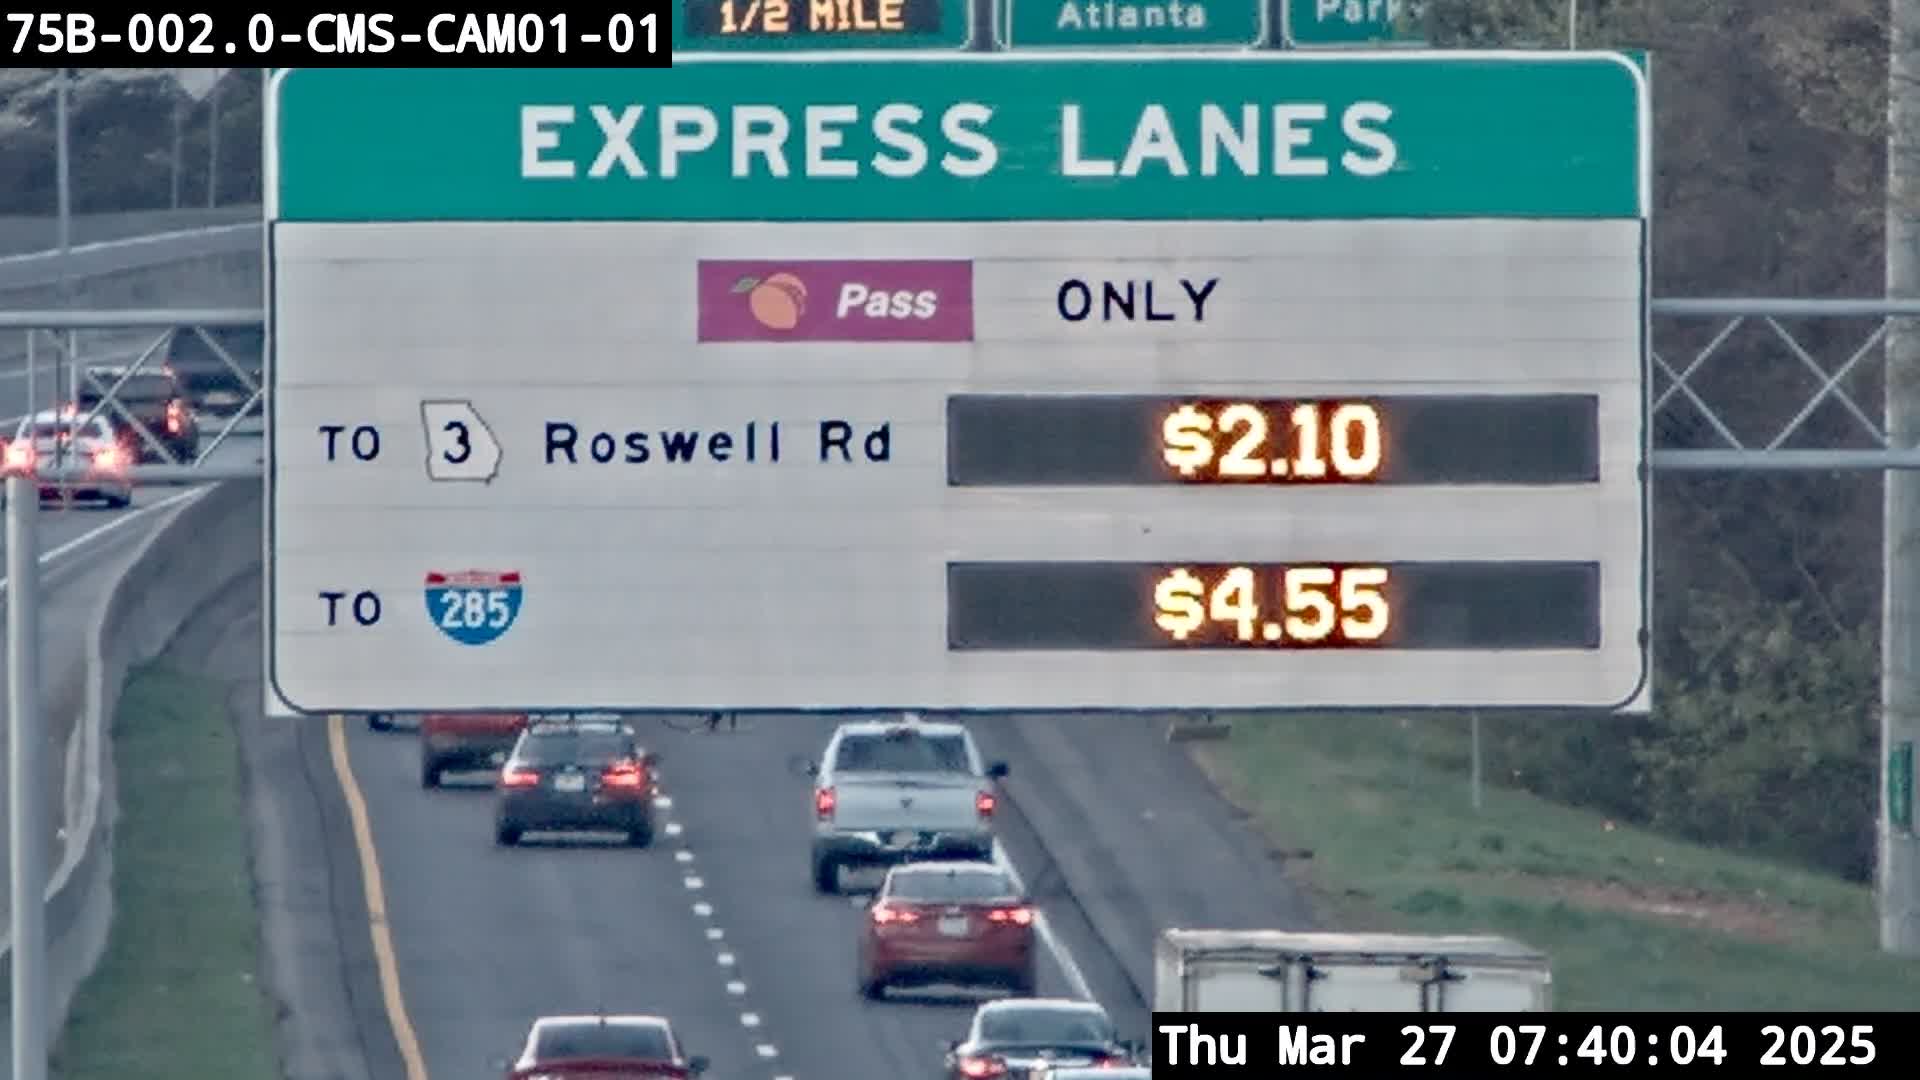 75B-002.0-CMS-CAM01-01
1/2 MILE
Atlanta
EXPRESS LANES
Pass ONLY
TO 3 Roswell Rd $2.10
TO 285 $4.55
Thu Mar 27 07:40:04 2025